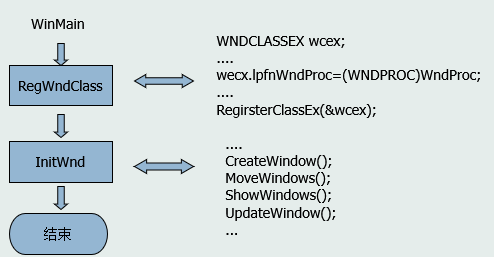 WinMain
RegWndClass
WNDCLASSEX wcex;
....
wecx.lpfnWndProc=(WNDPROC)WndProc;
....
RegirsterClassEx(&wcex);
InitWnd
....
CreateWindow();
MoveWindows();
ShowWindows();
UpdateWindow();
...
结束